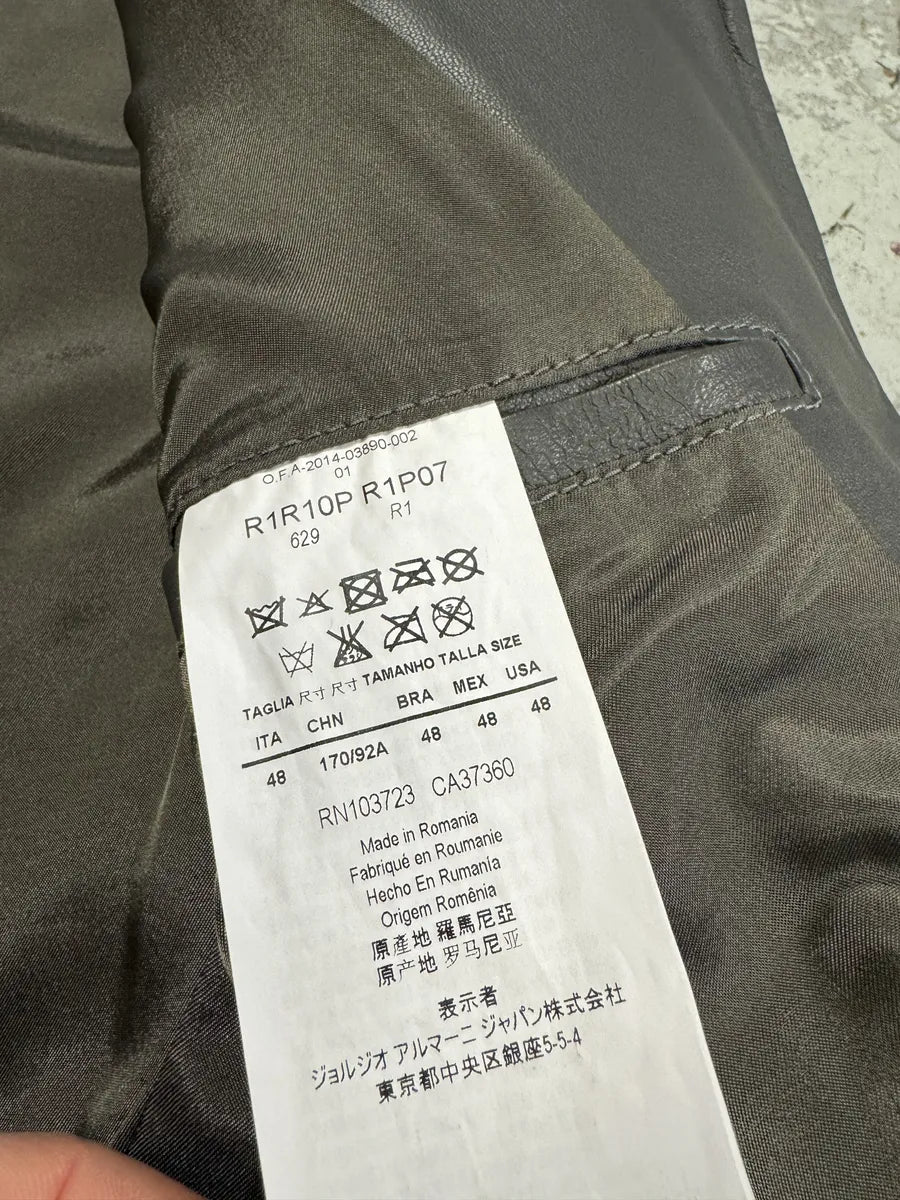 O.F.A-2014-03890-002
01
R1R10P R1P07
629 R1
TAGLIA 尺寸 尺寸 TAMANHO TALLA SIZE
ITA CHN BRA MEX USA
48 170/92A 48 48 48
RN103723 CA37360
Made in Romania
Fabriqué en Roumanie
Hecho En Rumania
Origem Romênia
原產地 羅馬尼亞
原产地 罗马尼亚
表示者
ジョルジオ アルマーニ ジャパン株式会社
東京都中央区銀座5-5-4